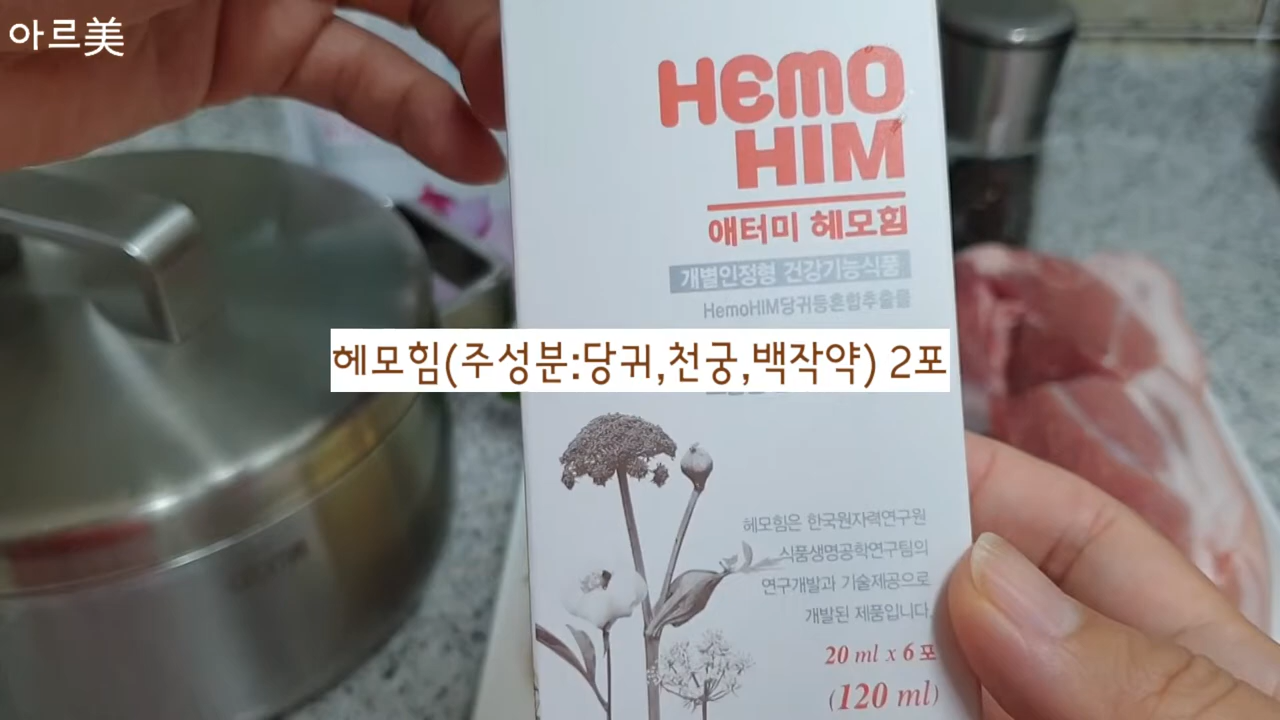 아르美
HEMO
HIM
애터미 헤모힘
개별인정형 건강기능식품
HemoHIM당귀등혼합추출물
헤모힘(주성분:당귀,천궁,백작약) 2포
헤모힘은 한국원자력연구원
식품생명공학연구팀의
연구개발과 기술제공으로
개발된 제품입니다.
20 ml x 6포
(120 ml)